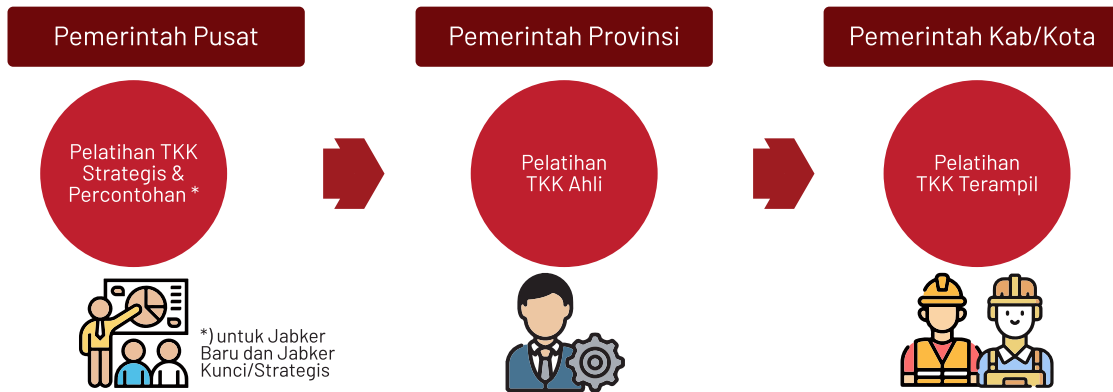 Pemerintah Pusat
Pemerintah Provinsi
Pemerintah Kab/Kota
Pelatihan TKK
Strategis &
Percontohan *
Pelatihan
TKK Ahli
Pelatihan
TKK Terampil
*) untuk Jabker
Baru dan Jabker
Kunci/Strategis